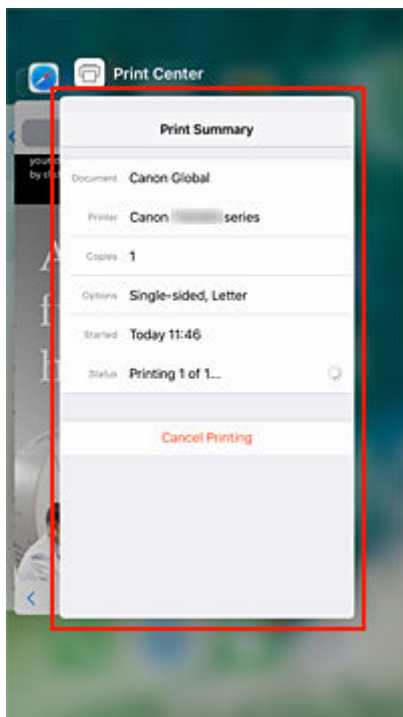 Print Center
Print Summary
Document Canon Global
Printer Canon series
Copies 1
Options Single-sided, Letter
Started Today 11:46
Status Printing 1 of 1...
Cancel Printing